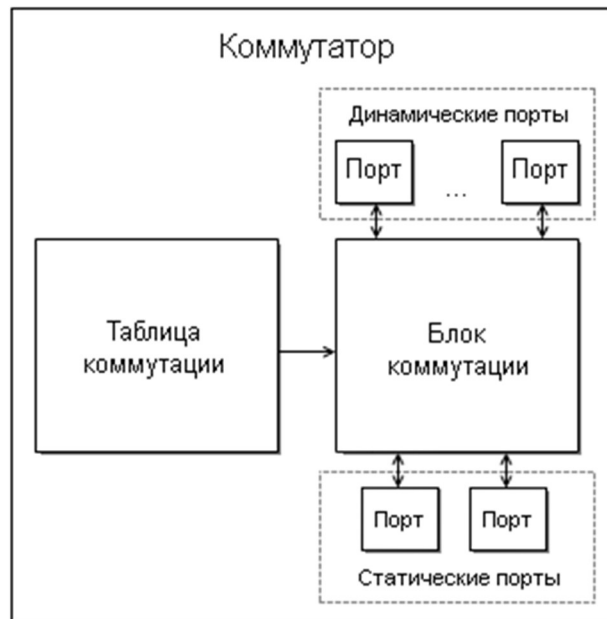 Коммутатор
Динамические порты
Порт
...
Порт
Таблица
коммутации
Блок
коммутации
Порт
Порт
Статические порты